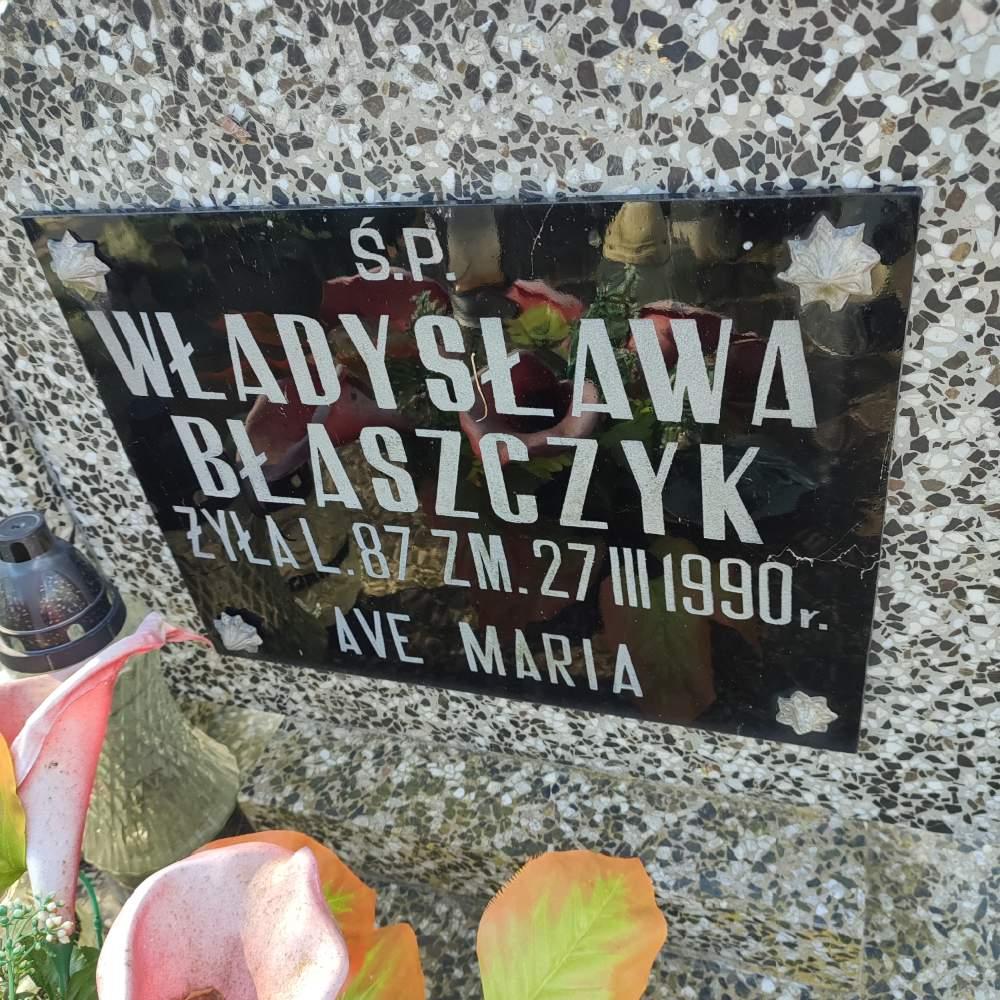 Ś.P.
WŁADYSŁAWA
BŁASZCZYK
ŻYŁA L. 87 ZM. 27 III 1990 r.
AVE MARIA